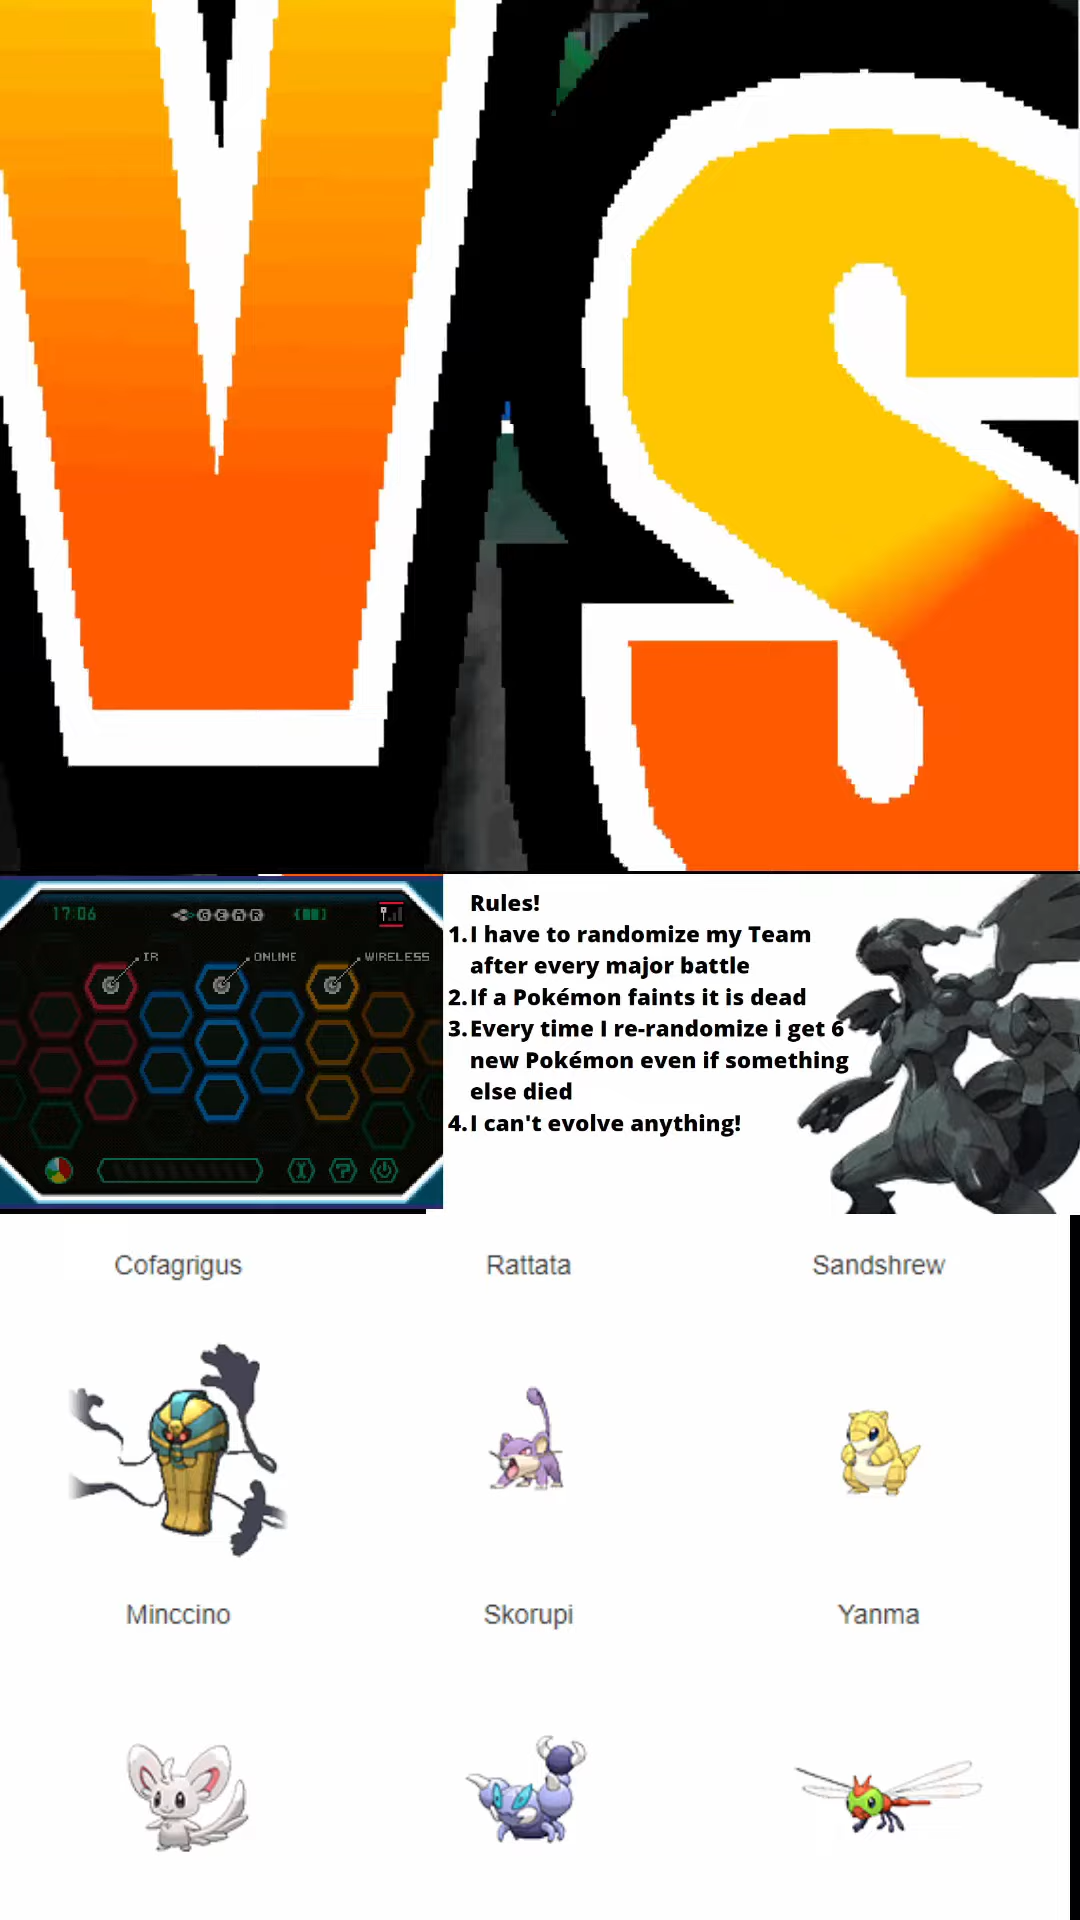 VS
17:06
C-GEAR
IR
ONLINE
WIRELESS
Rules!
1. I have to randomize my Team
after every major battle
2. If a Pokémon faints it is dead
3. Every time I re-randomize i get 6
new Pokémon even if something
else died
4. I can't evolve anything!
Cofagrigus
Rattata
Sandshrew
Minccino
Skorupi
Yanma